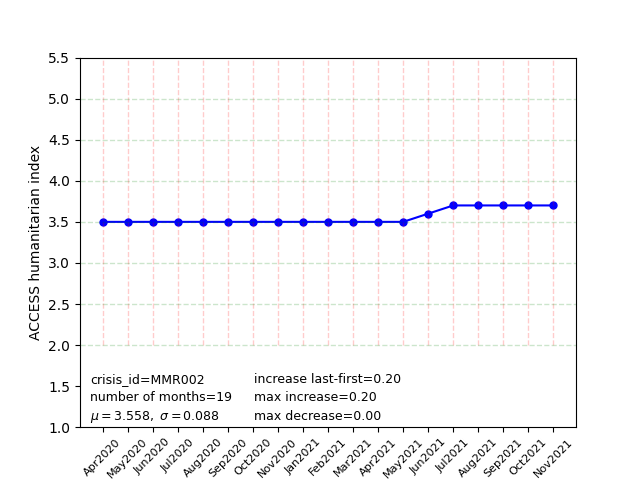 5.5
5.0
4.5
4.0
3.5
3.0
2.5
2.0
1.5
1.0
ACCESS humanitarian index
crisis_id=MMR002
number of months=19
μ=3.558, σ=0.088
increase last-first=0.20
max increase=0.20
max decrease=0.00
Apr2020
May2020
Jun2020
Jul2020
Aug2020
Sep2020
Oct2020
Nov2020
Jan2021
Feb2021
Mar2021
Apr2021
May2021
Jun2021
Jul2021
Aug2021
Sep2021
Oct2021
Nov2021